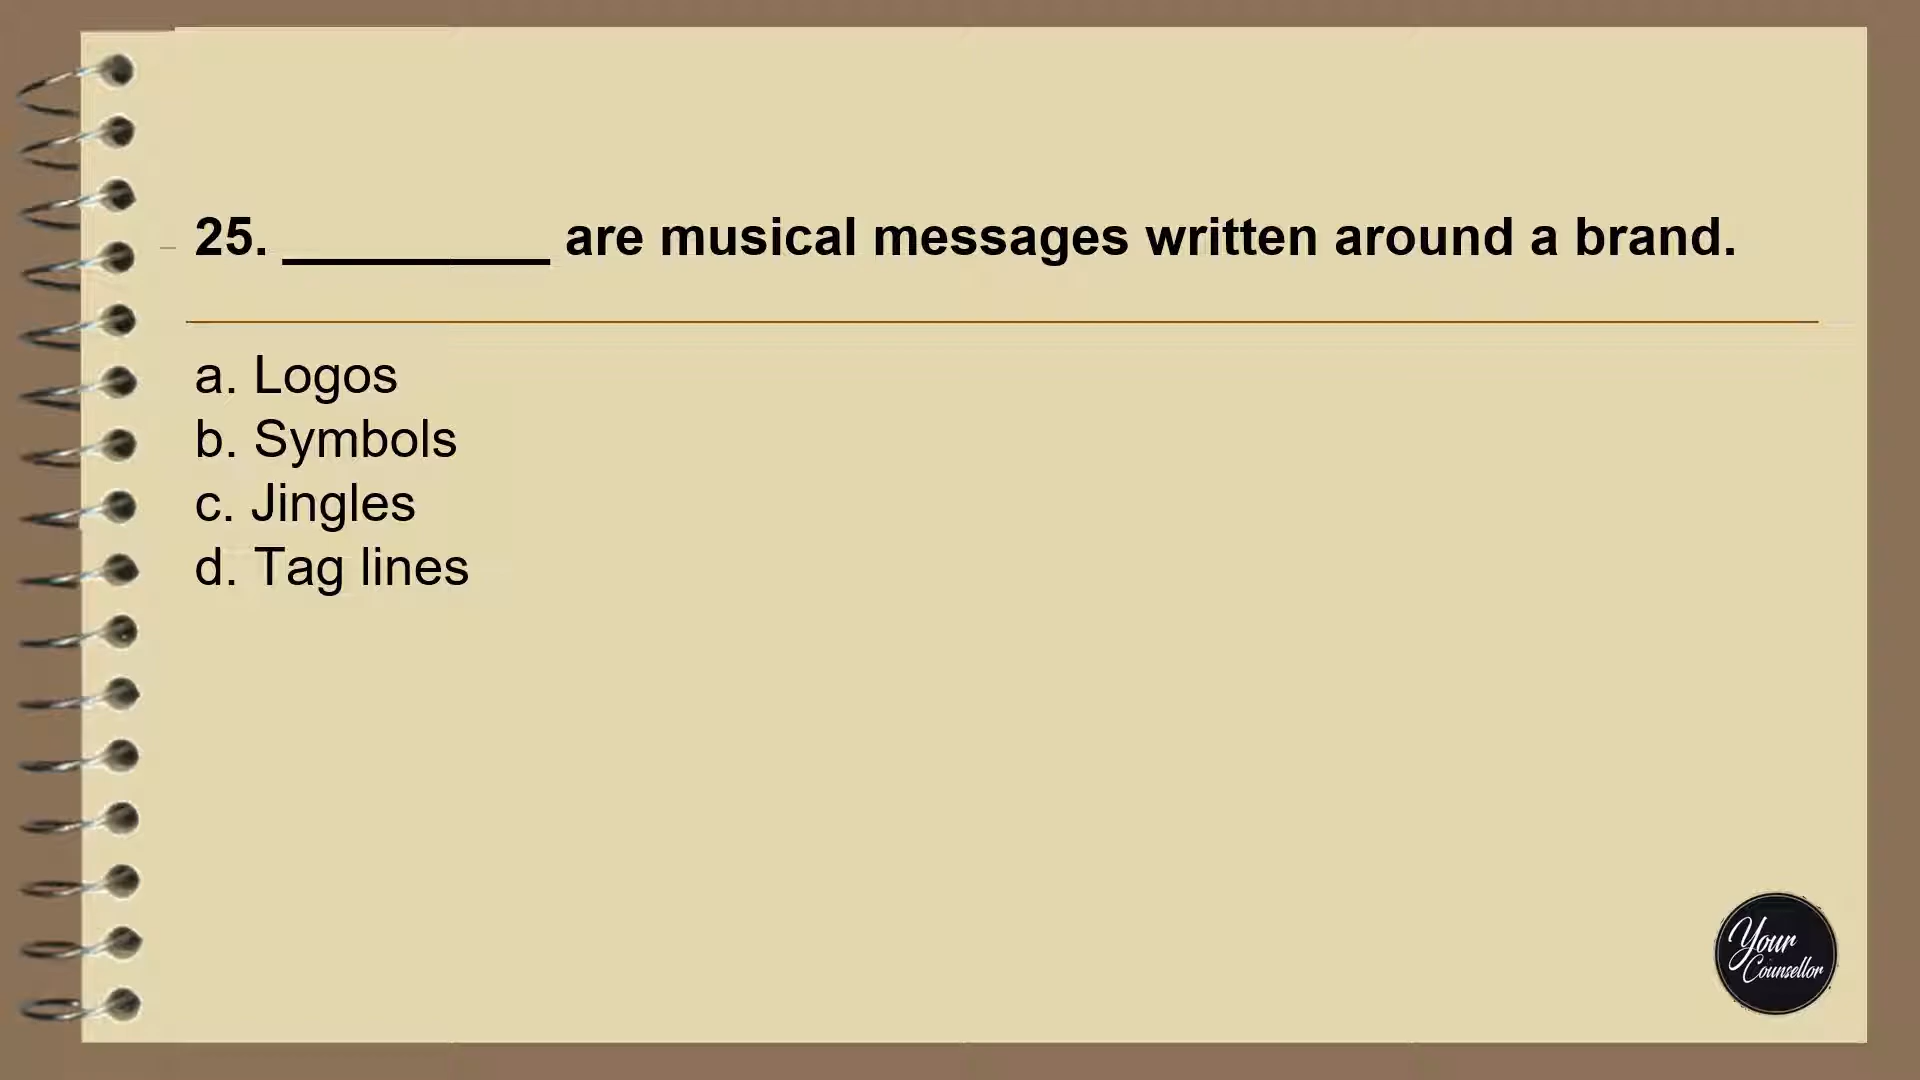 25. _________ are musical messages written around a brand.
a. Logos
b. Symbols
c. Jingles
d. Tag lines
Your
Counsellor